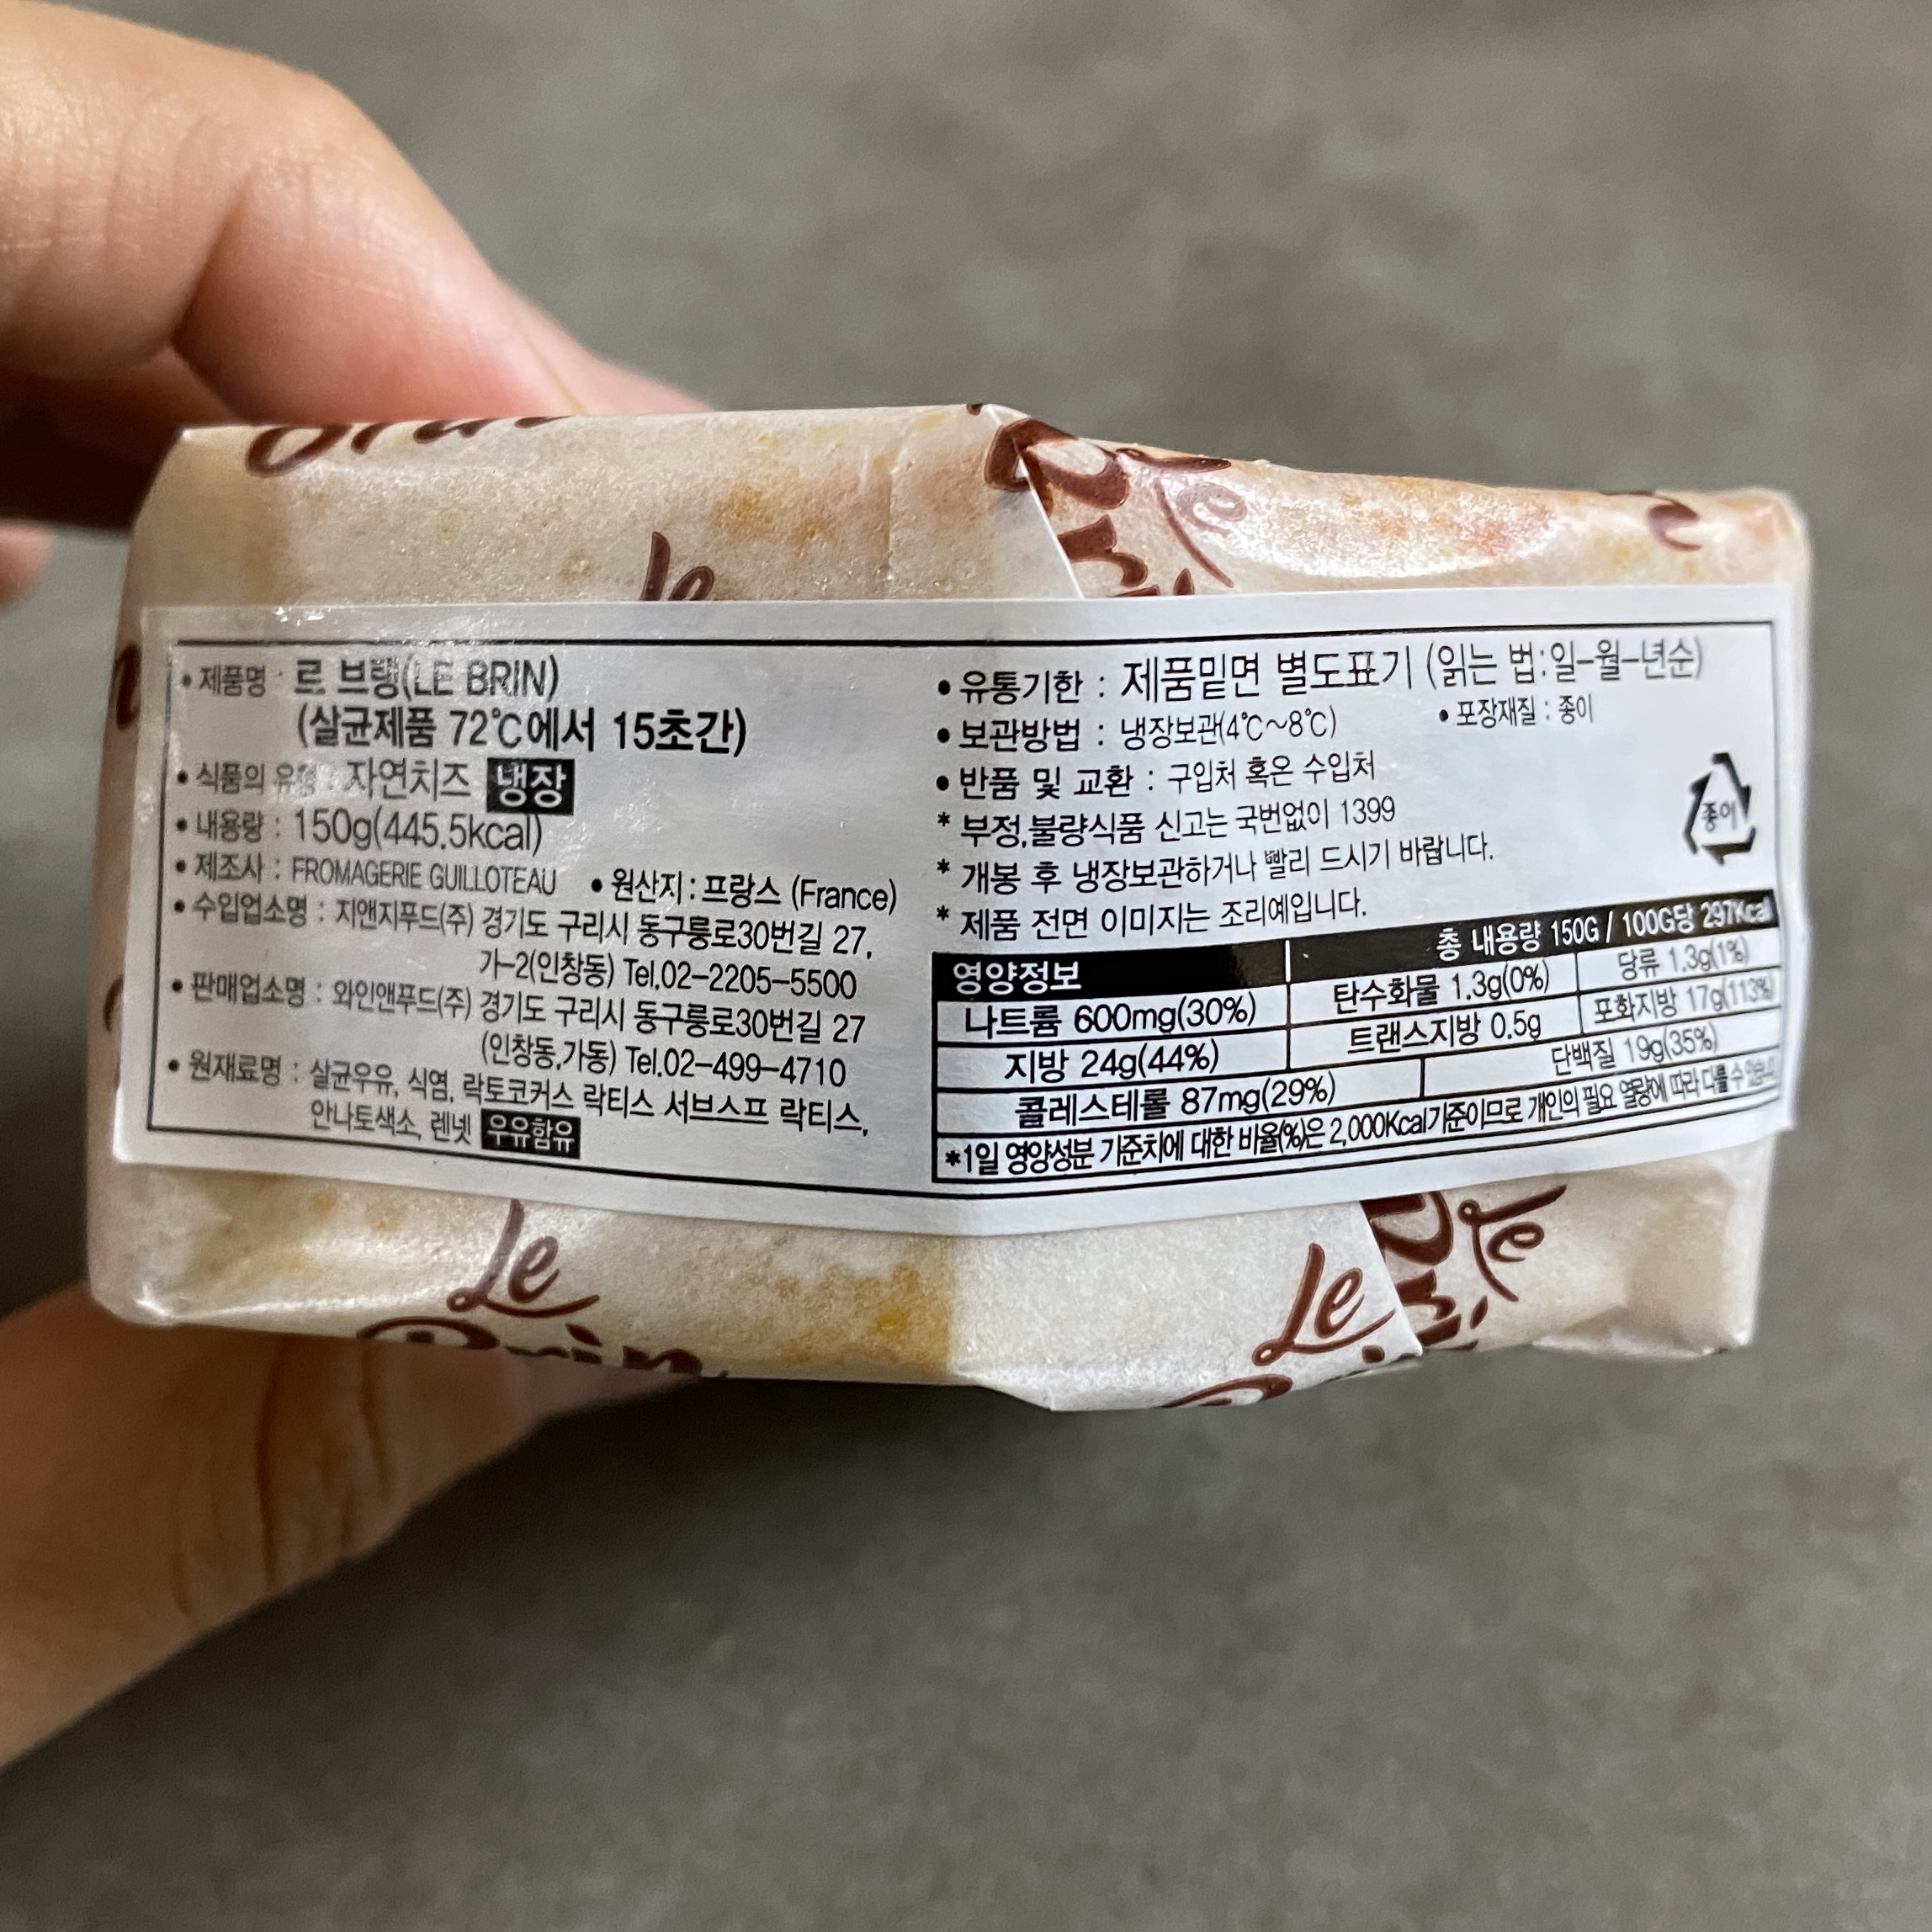 Le
• 제품명 : 르 브랭(LE BRIN)
(살균제품 72℃에서 15초간)
• 식품의 유형 : 자연치즈 냉장
• 내용량 : 150g(445.5kcal)
• 제조사 : FROMAGERIE GUILLOTEAU • 원산지 : 프랑스 (France)
• 수입업소명 : 지앤지푸드(주) 경기도 구리시 동구릉로30번길 27,
가-2(인창동) Tel.02-2205-5500
• 판매업소명 : 와인앤푸드(주) 경기도 구리시 동구릉로30번길 27
(인창동,가동) Tel.02-499-4710
• 원재료명 : 살균우유, 식염, 락토코커스 락티스 서브스프 락티스,
안나토색소, 렌넷 우유함유
• 유통기한 : 제품밑면 별도표기 (읽는 법:일-월-년순)
• 보관방법 : 냉장보관(4℃~8℃) • 포장재질 : 종이
• 반품 및 교환 : 구입처 혹은 수입처
* 부정,불량식품 신고는 국번없이 1399
* 개봉 후 냉장보관하거나 빨리 드시기 바랍니다.
* 제품 전면 이미지는 조리예입니다.
종이
영양정보 총 내용량 150G / 100G당 297Kcal
나트륨 600mg(30%) 탄수화물 1.3g(0%) 당류 1.3g(1%)
지방 24g(44%) 트랜스지방 0.5g 포화지방 17g(113%)
콜레스테롤 87mg(29%) 단백질 19g(35%)
*1일 영양성분 기준치에 대한 비율(%)은 2,000Kcal기준이므로 개인의 필요 열량에 따라 다를 수
Le
Brin
Le
Le